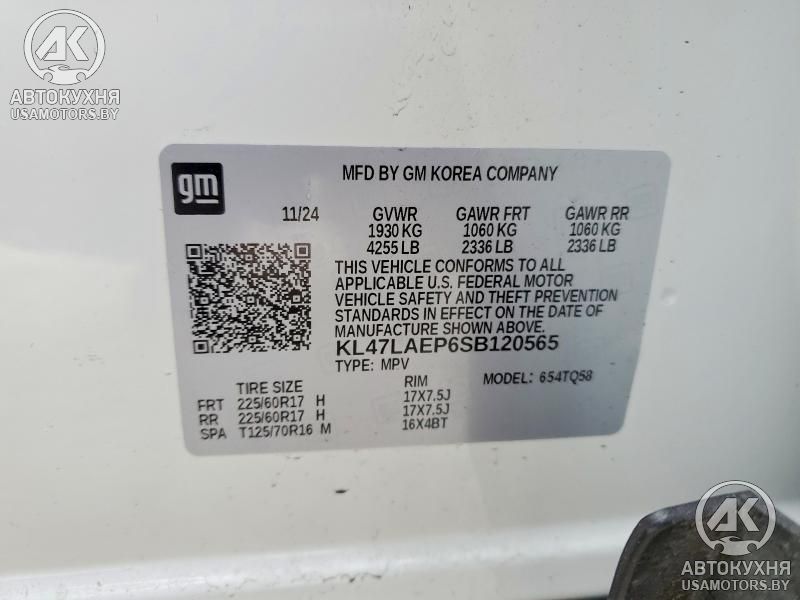 AK
АВТОКУХНЯ
USAMOTORS.BY
gm
MFD BY GM KOREA COMPANY
11/24 GVWR GAWR FRT GAWR RR
1930 KG 1060 KG 1060 KG
4255 LB 2336 LB 2336 LB
THIS VEHICLE CONFORMS TO ALL
APPLICABLE U.S. FEDERAL MOTOR
VEHICLE SAFETY AND THEFT PREVENTION
STANDARDS IN EFFECT ON THE DATE OF
MANUFACTURE SHOWN ABOVE.
KL47LAEP6SB120565
TYPE: MPV MODEL: 654TQ58
TIRE SIZE RIM
FRT 225/60R17 H 17X7.5J
RR 225/60R17 H 17X7.5J
SPA T125/70R16 M 16X4BT
AK
АВТОКУХНЯ
USAMOTORS.BY